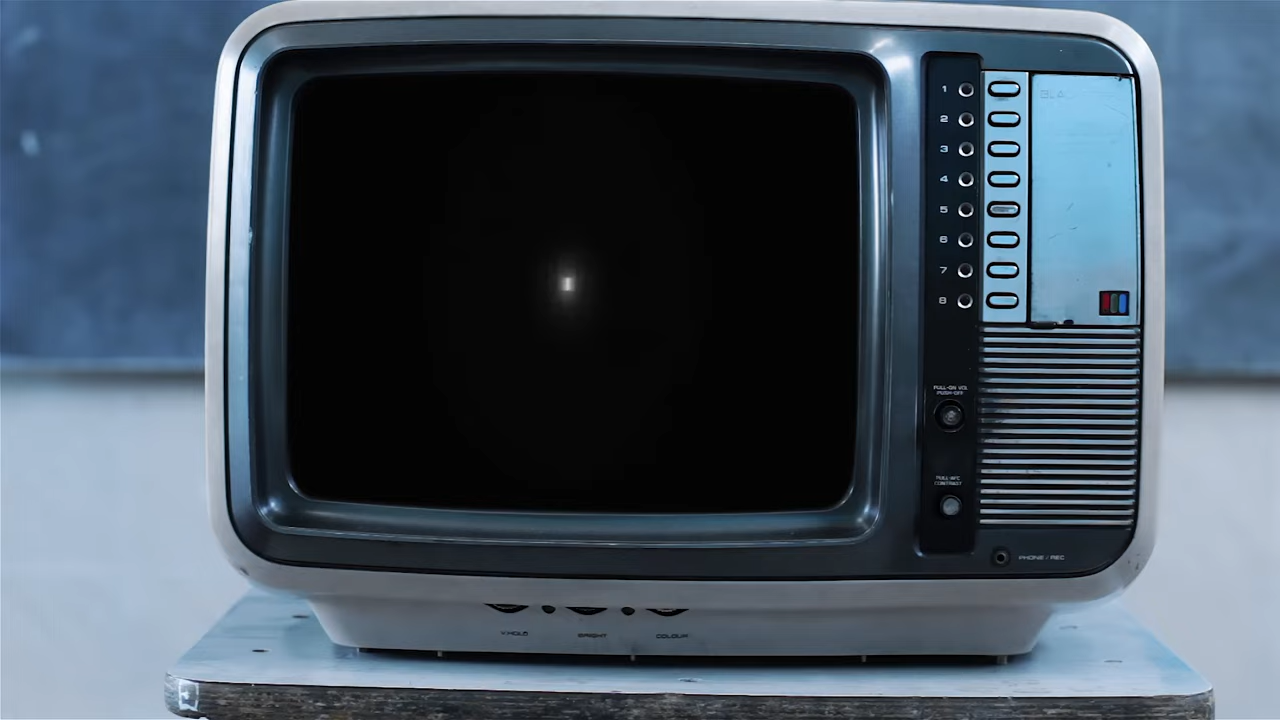 1
2
3
4
5
6
7
8
PULL-ON VOL
PUSH-OFF
PULL-AFC
CONTRAST
PHONE / REC
V.HOLD
BRIGHT
COLOUR